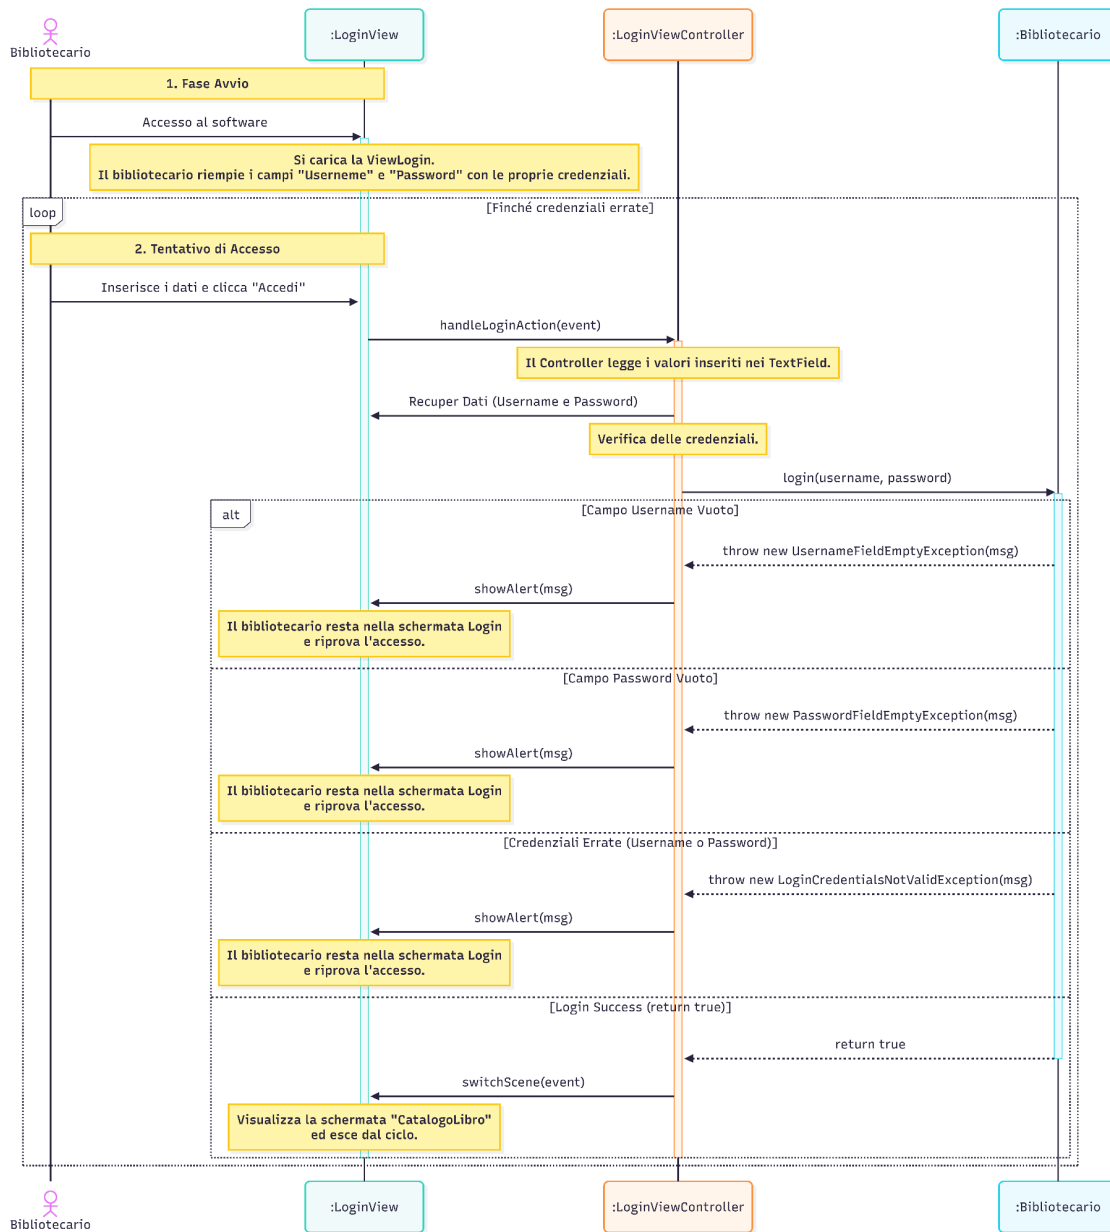 Bibliotecario
:LoginView
:LoginViewController
:Bibliotecario
1. Fase Avvio
Accesso al software
Si carica la ViewLogin.
Il bibliotecario riempie i campi "Userneme" e "Password" con le proprie credenziali.
loop
[Finché credenziali errate]
2. Tentativo di Accesso
Inserisce i dati e clicca "Accedi"
handleLoginAction(event)
Il Controller legge i valori inseriti nei TextField.
Recuper Dati (Username e Password)
Verifica delle credenziali.
login(username, password)
alt
[Campo Username Vuoto]
throw new UsernameFieldEmptyException(msg)
showAlert(msg)
Il bibliotecario resta nella schermata Login
e riprova l'accesso.
[Campo Password Vuoto]
throw new PasswordFieldEmptyException(msg)
showAlert(msg)
Il bibliotecario resta nella schermata Login
e riprova l'accesso.
[Credenziali Errate (Username o Password)]
throw new LoginCredentialsNotValidException(msg)
showAlert(msg)
Il bibliotecario resta nella schermata Login
e riprova l'accesso.
[Login Success (return true)]
return true
switchScene(event)
Visualizza la schermata "CatalogoLibro"
ed esce dal ciclo.
Bibliotecario
:LoginView
:LoginViewController
:Bibliotecario